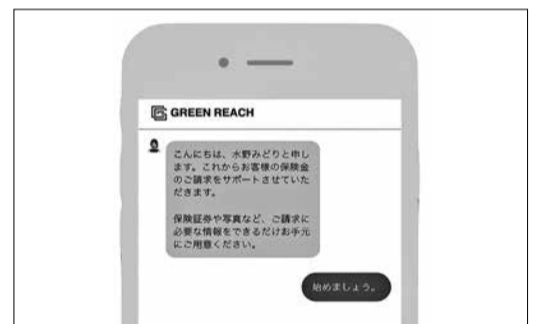 GREEN REACH
こんにちは、水野みどりと申し
ます。これからお客様の保険金
のご請求をサポートさせていた
だきます。
保険証券や写真など、ご請求に
必要な情報をできるだけお手元
にご用意ください。
始めましょう。